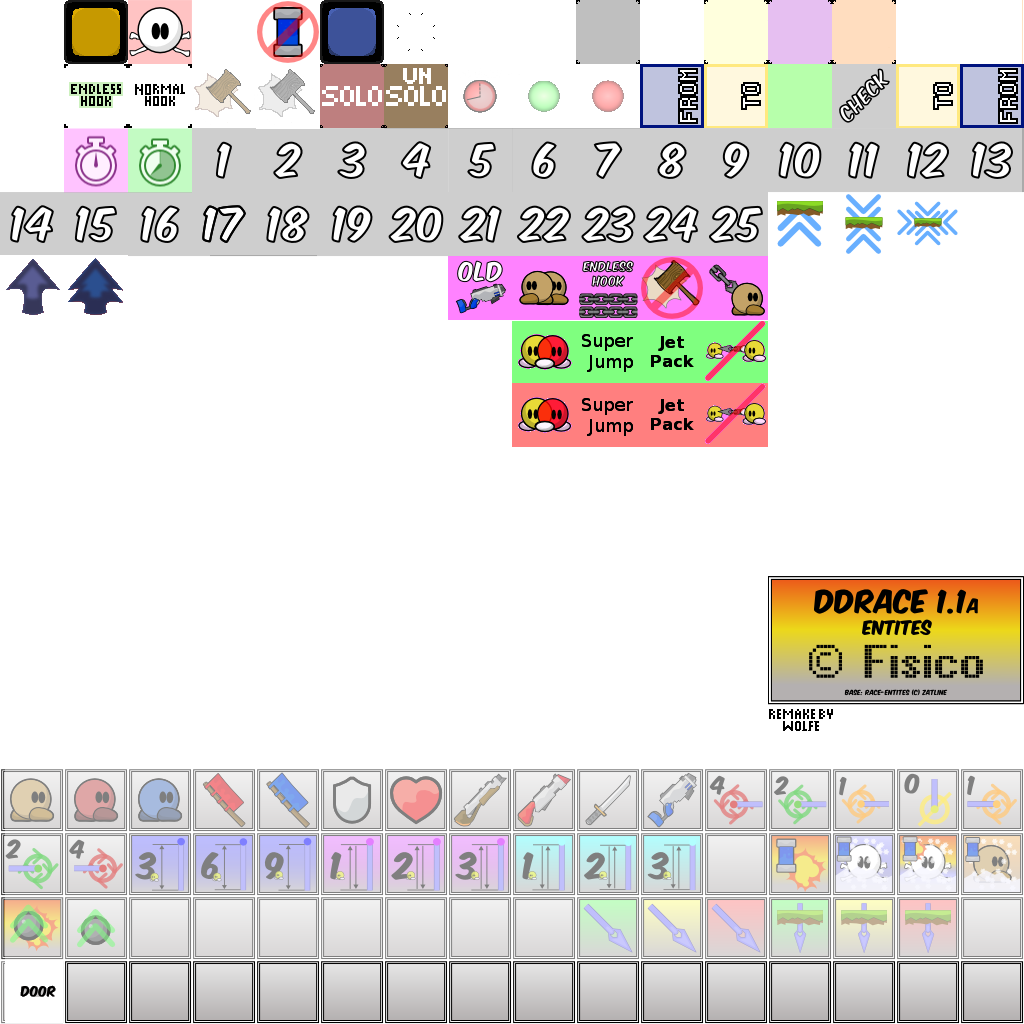 ENDLESS
HOOK
NORMAL
HOOK
SOLO
UN
SOLO
FROM
TO
CHECK
TO
FROM
1 2 3 4 5 6 7 8 9 10 11 12 13
14 15 16 17 18 19 20 21 22 23 24 25
OLD
ENDLESS
HOOK
Super
Jump
Jet
Pack
Super
Jump
Jet
Pack
DDRACE 1.1A
ENTITES
© Fisico
BASE: RACE-ENTITES (C) ZATLINE
REMAKE BY
WOLFE
4 2 1 0 1
2 4 3 6 9 1 2 3 1 2 3
DOOR